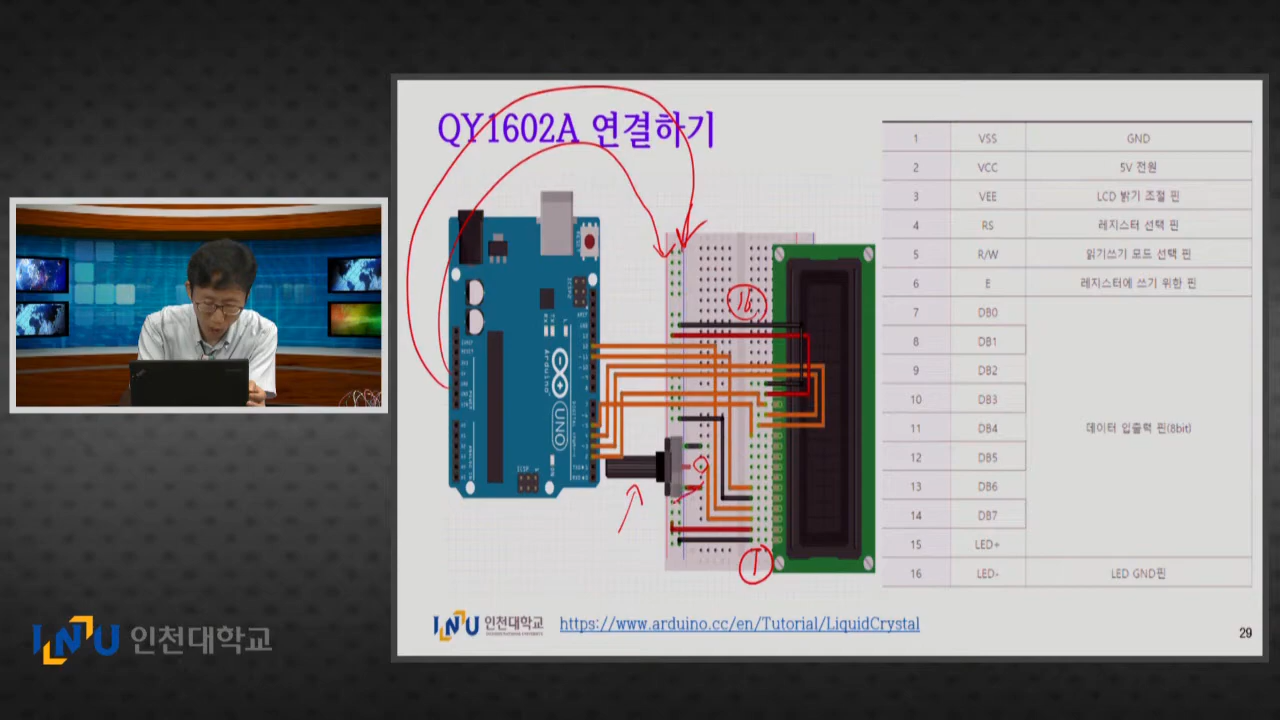 QY1602A 연결하기
1 VSS GND
2 VCC 5V 전원
3 VEE LCD 밝기 조절 핀
4 RS 레지스터 선택 핀
5 R/W 읽기쓰기 모드 선택 핀
6 E 레지스터에 쓰기 위한 핀
7 DB0
8 DB1
9 DB2
10 DB3
11 DB4 데이터 입출력 핀(8bit)
12 DB5
13 DB6
14 DB7
15 LED+
16 LED- LED GND핀
Arduino
UNO
16
1
INU 인천대학교
https://www.arduino.cc/en/Tutorial/LiquidCrystal
29
INU 인천대학교